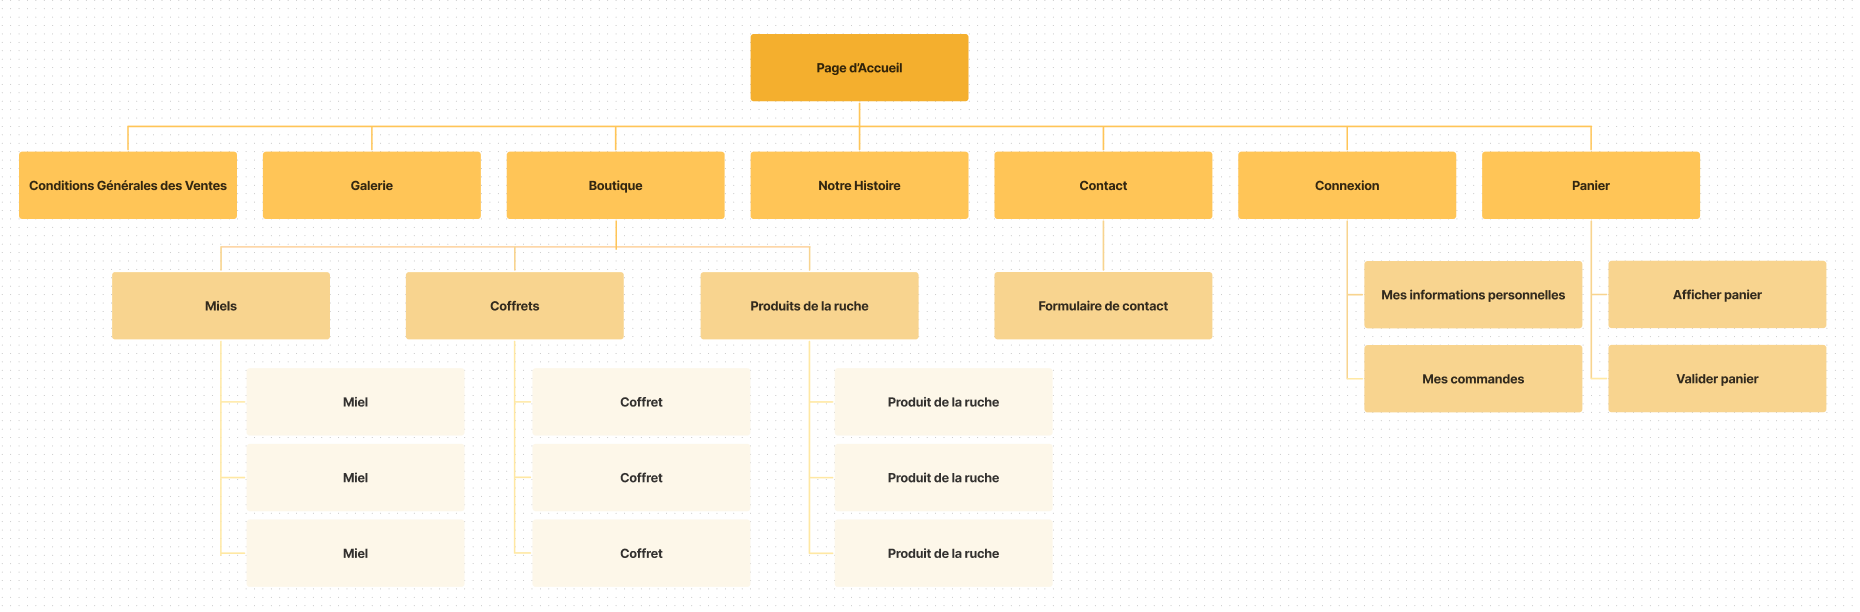 Page d'Accueil
Conditions Générales des Ventes
Galerie
Boutique
Notre Histoire
Contact
Connexion
Panier
Miels
Coffrets
Produits de la ruche
Formulaire de contact
Mes informations personnelles
Afficher panier
Mes commandes
Valider panier
Miel
Coffret
Produit de la ruche
Miel
Coffret
Produit de la ruche
Miel
Coffret
Produit de la ruche